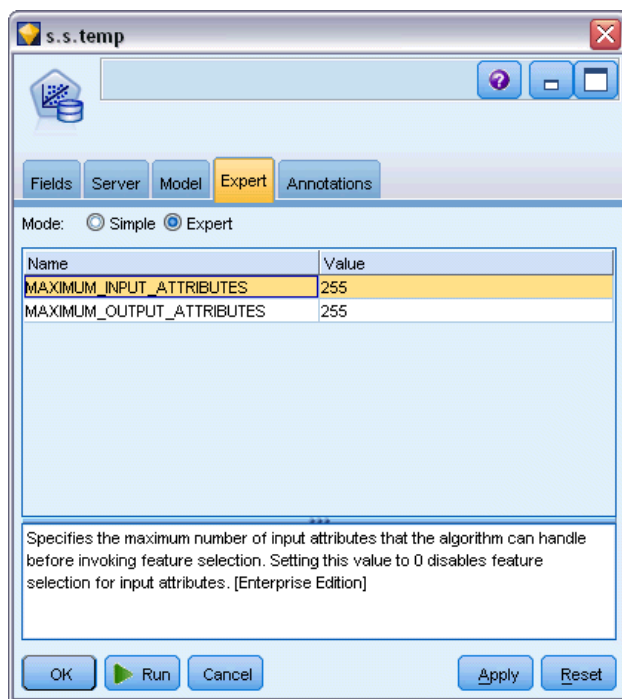 s.s.temp
?
Fields Server Model Expert Annotations
Mode: Simple Expert
Name Value
MAXIMUM_INPUT_ATTRIBUTES 255
MAXIMUM_OUTPUT_ATTRIBUTES 255
Specifies the maximum number of input attributes that the algorithm can handle
before invoking feature selection. Setting this value to 0 disables feature
selection for input attributes. [Enterprise Edition]
OK Run Cancel Apply Reset